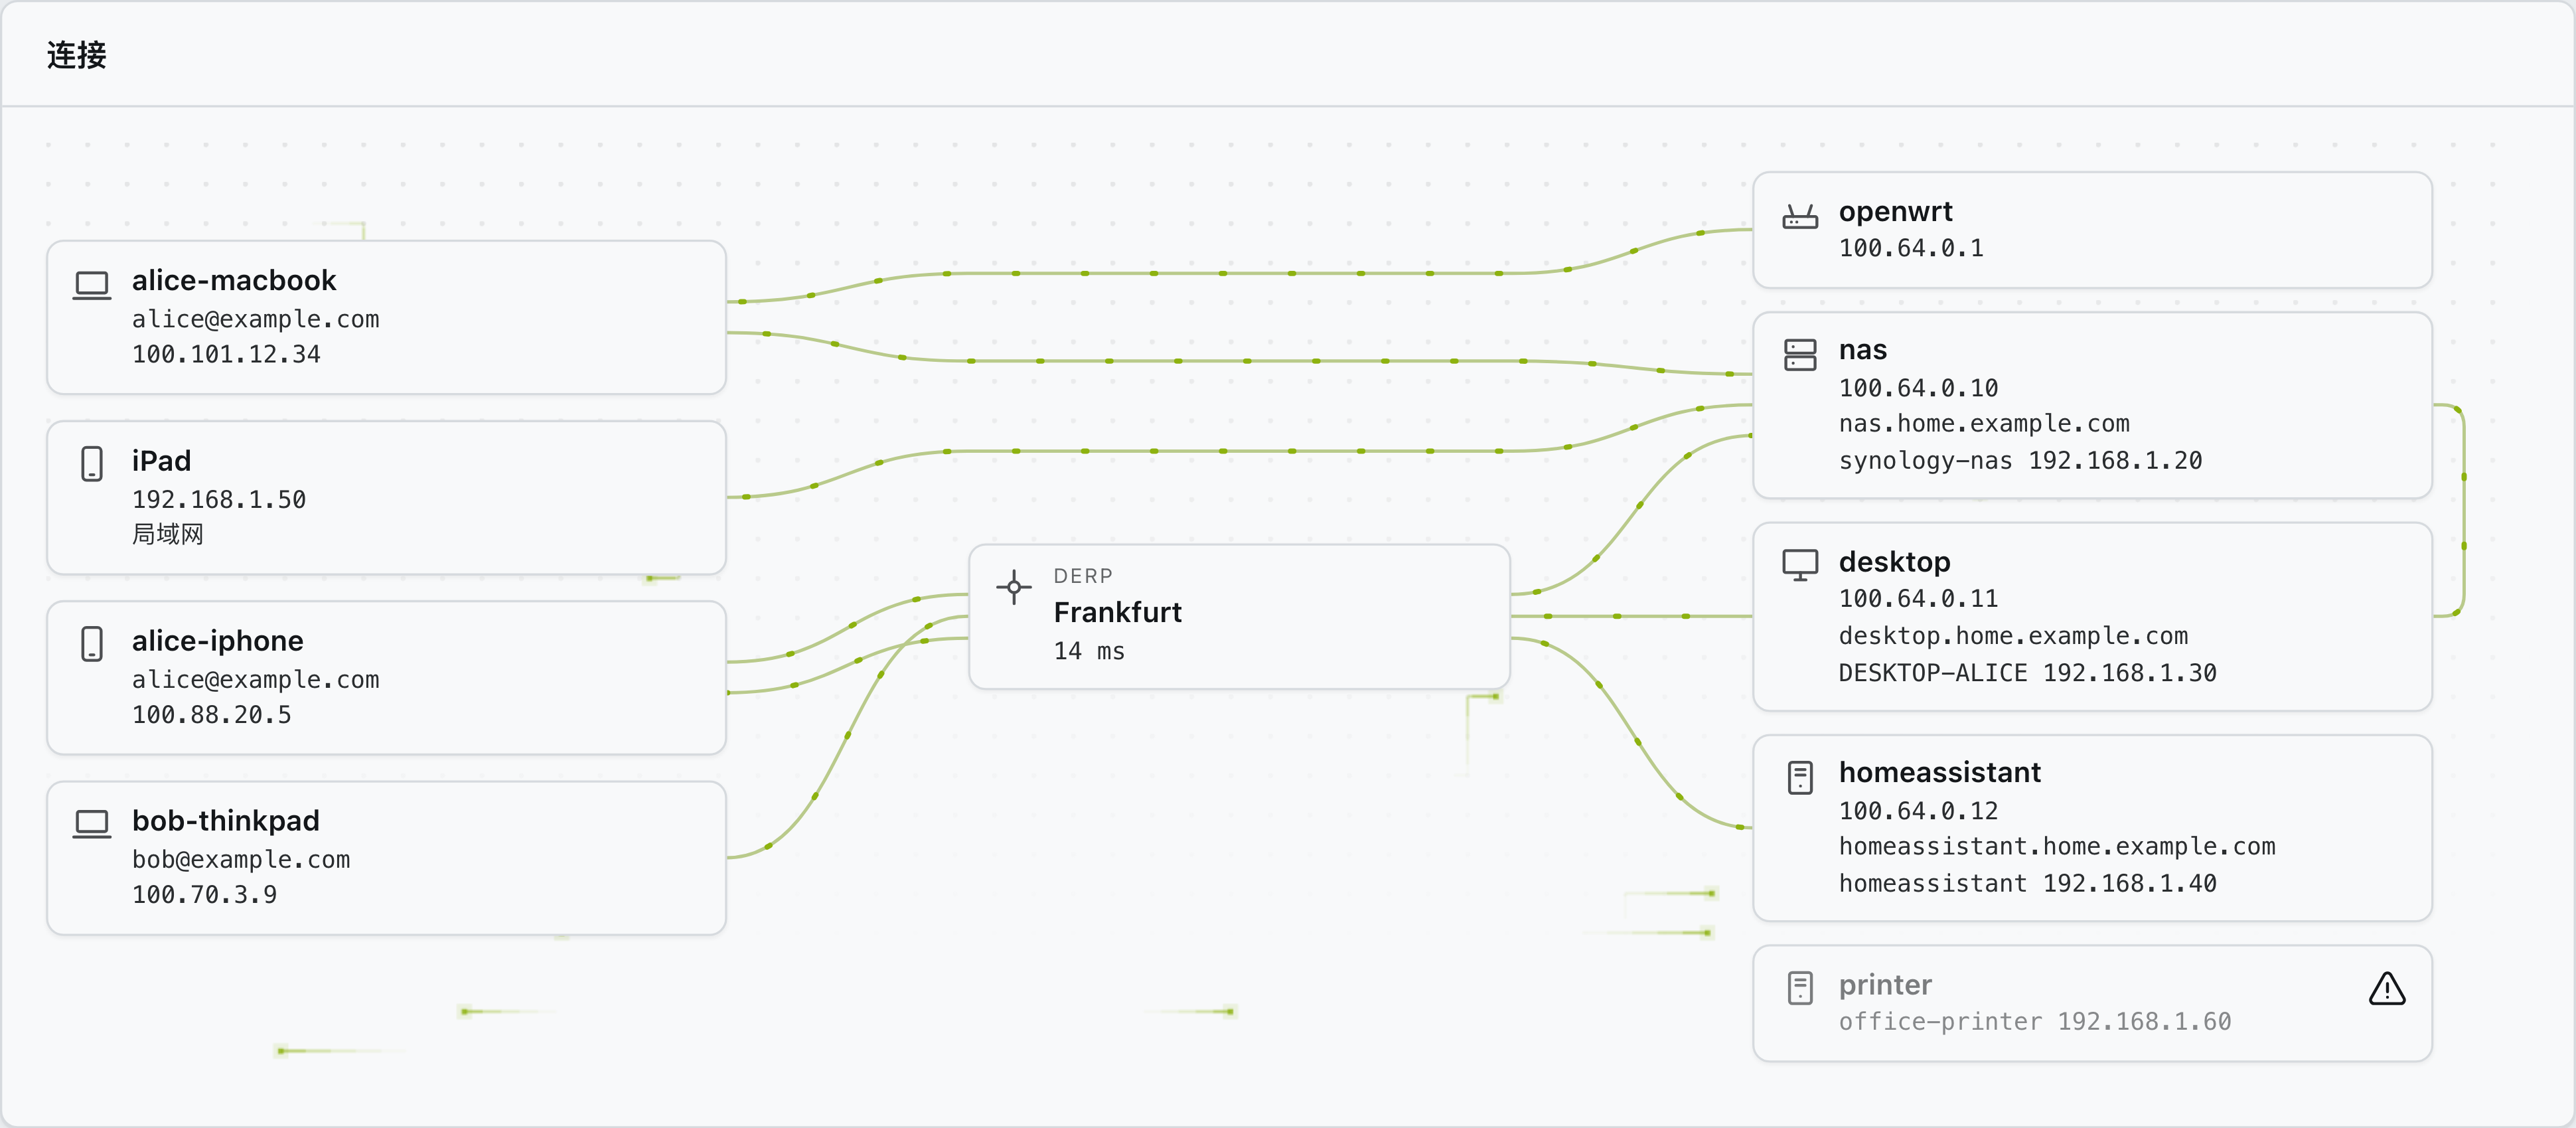 连接
alice-macbook
alice@example.com
100.101.12.34
iPad
192.168.1.50
局域网
alice-iphone
alice@example.com
100.88.20.5
bob-thinkpad
bob@example.com
100.70.3.9
DERP
Frankfurt
14 ms
openwrt
100.64.0.1
nas
100.64.0.10
nas.home.example.com
synology-nas 192.168.1.20
desktop
100.64.0.11
desktop.home.example.com
DESKTOP-ALICE 192.168.1.30
homeassistant
100.64.0.12
homeassistant.home.example.com
homeassistant 192.168.1.40
printer
office-printer 192.168.1.60